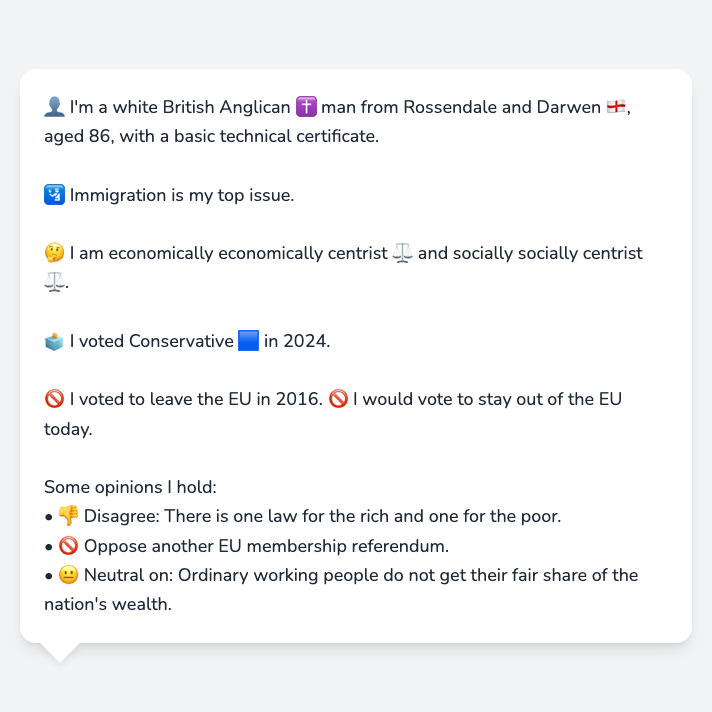 👤 I'm a white British Anglican ✝️ man from Rossendale and Darwen 🏴󠁧󠁢󠁥󠁮󠁧󠁿,
aged 86, with a basic technical certificate.
🛂 Immigration is my top issue.
🤔 I am economically economically centrist ⚖️ and socially socially centrist
⚖️.
🗳️ I voted Conservative 🟦 in 2024.
🚫 I voted to leave the EU in 2016. 🚫 I would vote to stay out of the EU
today.
Some opinions I hold:
• 👎 Disagree: There is one law for the rich and one for the poor.
• 🚫 Oppose another EU membership referendum.
• 😐 Neutral on: Ordinary working people do not get their fair share of the
nation's wealth.